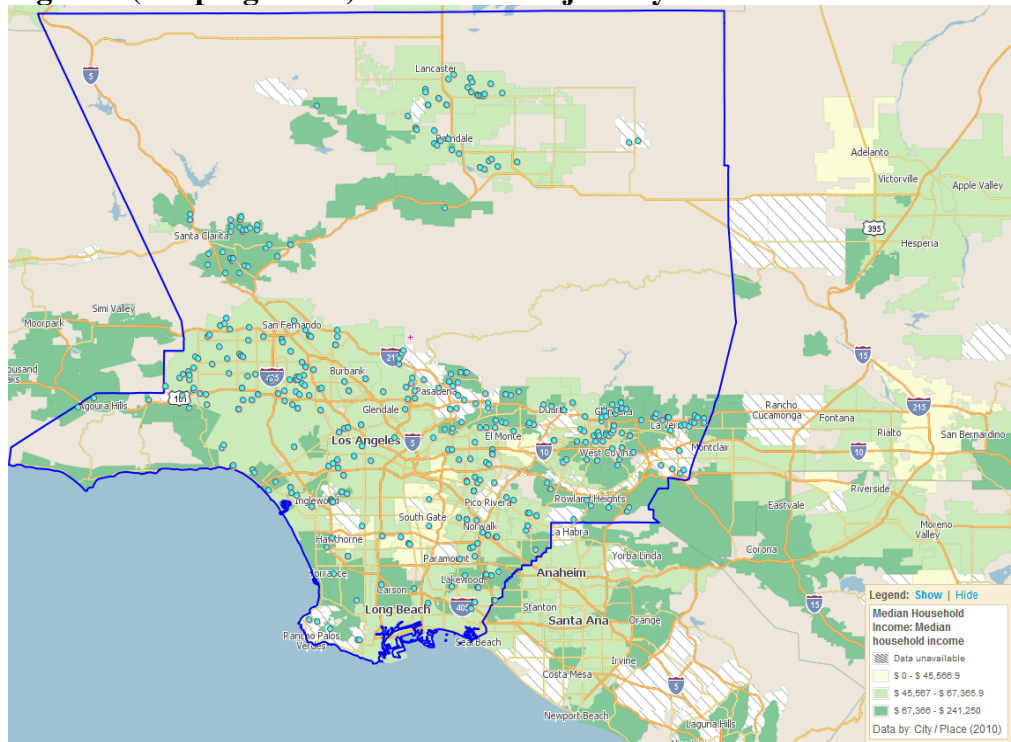 5
Lancaster
Palmdale
Adelanto
Victorville
Apple Valley
Santa Clarita
395
Hesperia
Simi Valley
Moorpark
San Fernando
15
210
Burbank
405
Pasadena
101
Agoura Hills
Glendale
Duarte
Glendora
Rancho
Cucamonga
Fontana
215
La Verne
Rialto
San Bernardino
El Monte
Los Angeles
5
10
West Covina
Montclair
10
Riverside
Inglewood
Pico Rivera
Rowland Heights
Eastvale
South Gate
Norwalk
La Habra
Moreno
Valley
Hawthorne
Paramount
Yorba Linda
Corona
Torrance
Lakewood
Anaheim
Carson
Long Beach
405
Stanton
Santa Ana
Orange
15
Rancho Palos
Verdes
Seal Beach
Irvine
Costa Mesa
5
Newport Beach
Laguna Hills
Legend: Show | Hide
Median Household
Income: Median
household income
Data unavailable
$ 0 - $ 45,566.9
$ 45,567 - $ 67,365.9
$ 67,366 - $ 241,250
Data by: City / Place (2010)